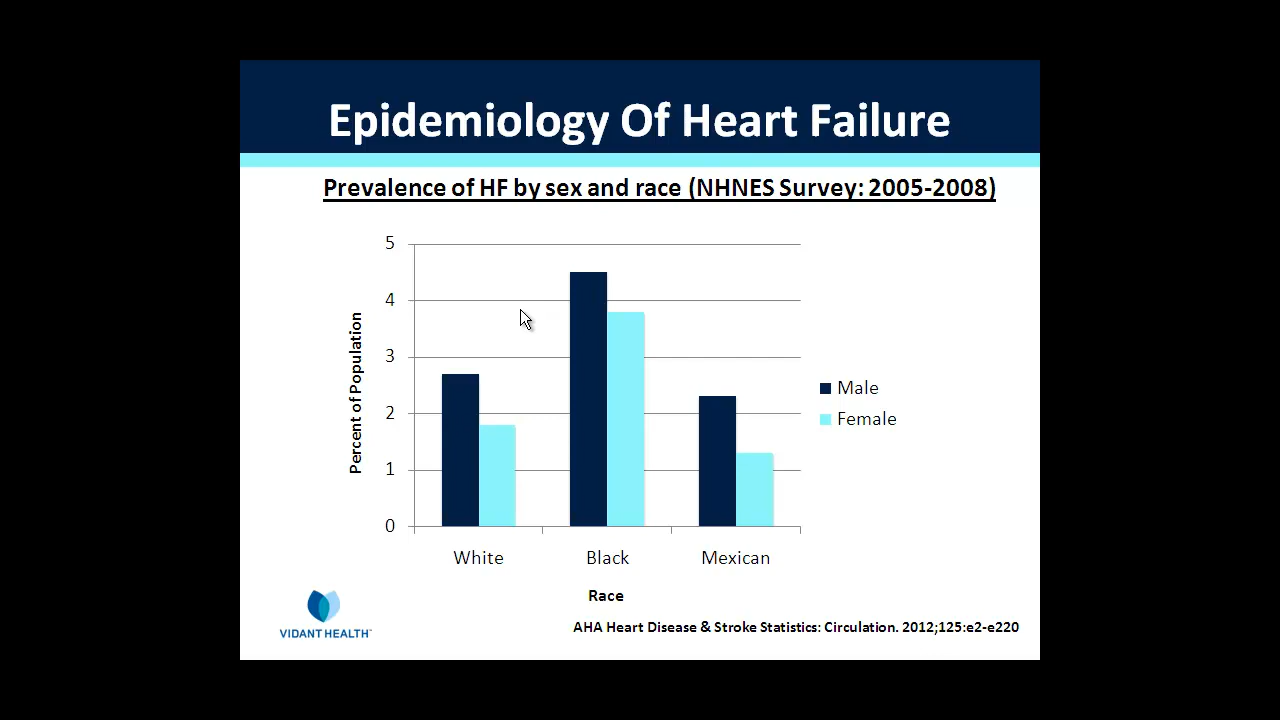 Epidemiology Of Heart Failure
Prevalence of HF by sex and race (NHNES Survey: 2005-2008)
5
4
3
2
1
0
Percent of Population
White Black Mexican
Race
Male
Female
VIDANT HEALTH™
AHA Heart Disease & Stroke Statistics: Circulation. 2012;125:e2-e220